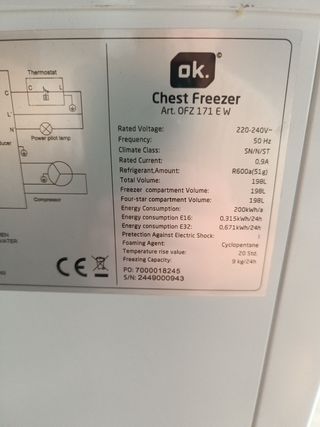 ok.
©
Chest Freezer
Art. OFZ 171 E W
Rated Voltage: 220-240V~
Frequency: 50 Hz
Climate Class: SN/N/ST
Rated Current: 0,9A
Refrigerant,Amount: R600a(51g)
Total Volume: 198L
Freezer compartment Volume: 198L
Four-star compartment Volume: 198L
Energy Consumption: 200kWh/a
Energy consumption E16: 0,315kWh/24h
Energy consumption E32: 0,671kWh/24h
Protection Against Electric Shock: I
Foaming Agent: Cyclopentane
Temperature rise value: 20 Std.
Freezing Capacity: 9 kg/24h
PO: 7000018245
S/N: 2449000943
Thermostat
C
L
C
L'
N
Power pilot lamp
Compressor
CE